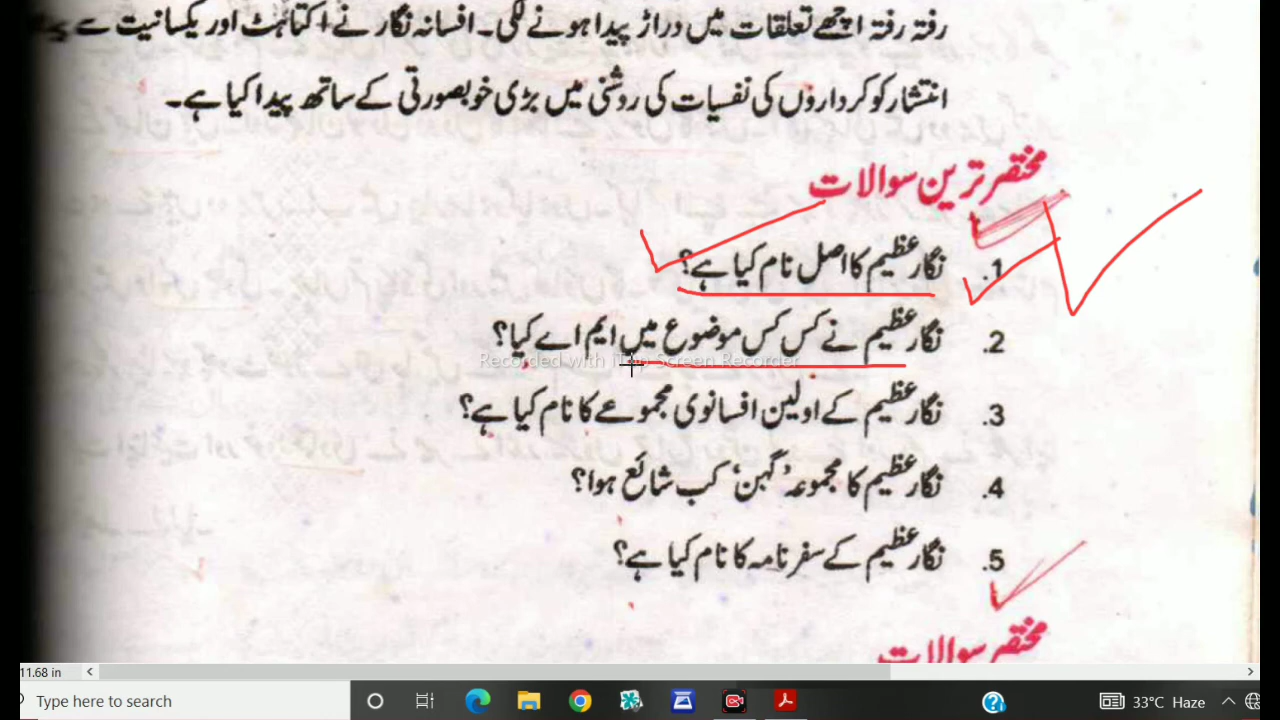 رفتہ رفتہ اچھے تعلقات میں دراڑ پیدا ہونے لگی۔ افسانہ نگار نے اکتاہٹ اور یکسانیت سے
انتشار کو کرداروں کی نفسیات کی روشنی میں بڑی خوبصورتی کے ساتھ پیدا کیا ہے۔
مختصر ترین سوالات
1. نگار عظیم کا اصل نام کیا ہے؟
2. نگار عظیم نے کس کس موضوع میں ایم اے کیا؟
Recorded with iTop Screen Recorder
3. نگار عظیم کے اولین افسانوی مجموعے کا نام کیا ہے؟
4. نگار عظیم کا مجموعہ ’گہن‘ کب شائع ہوا؟
5. نگار عظیم کے سفر نامہ کا نام کیا ہے؟
مختصر سوالات
11.68 in
Type here to search
33°C Haze